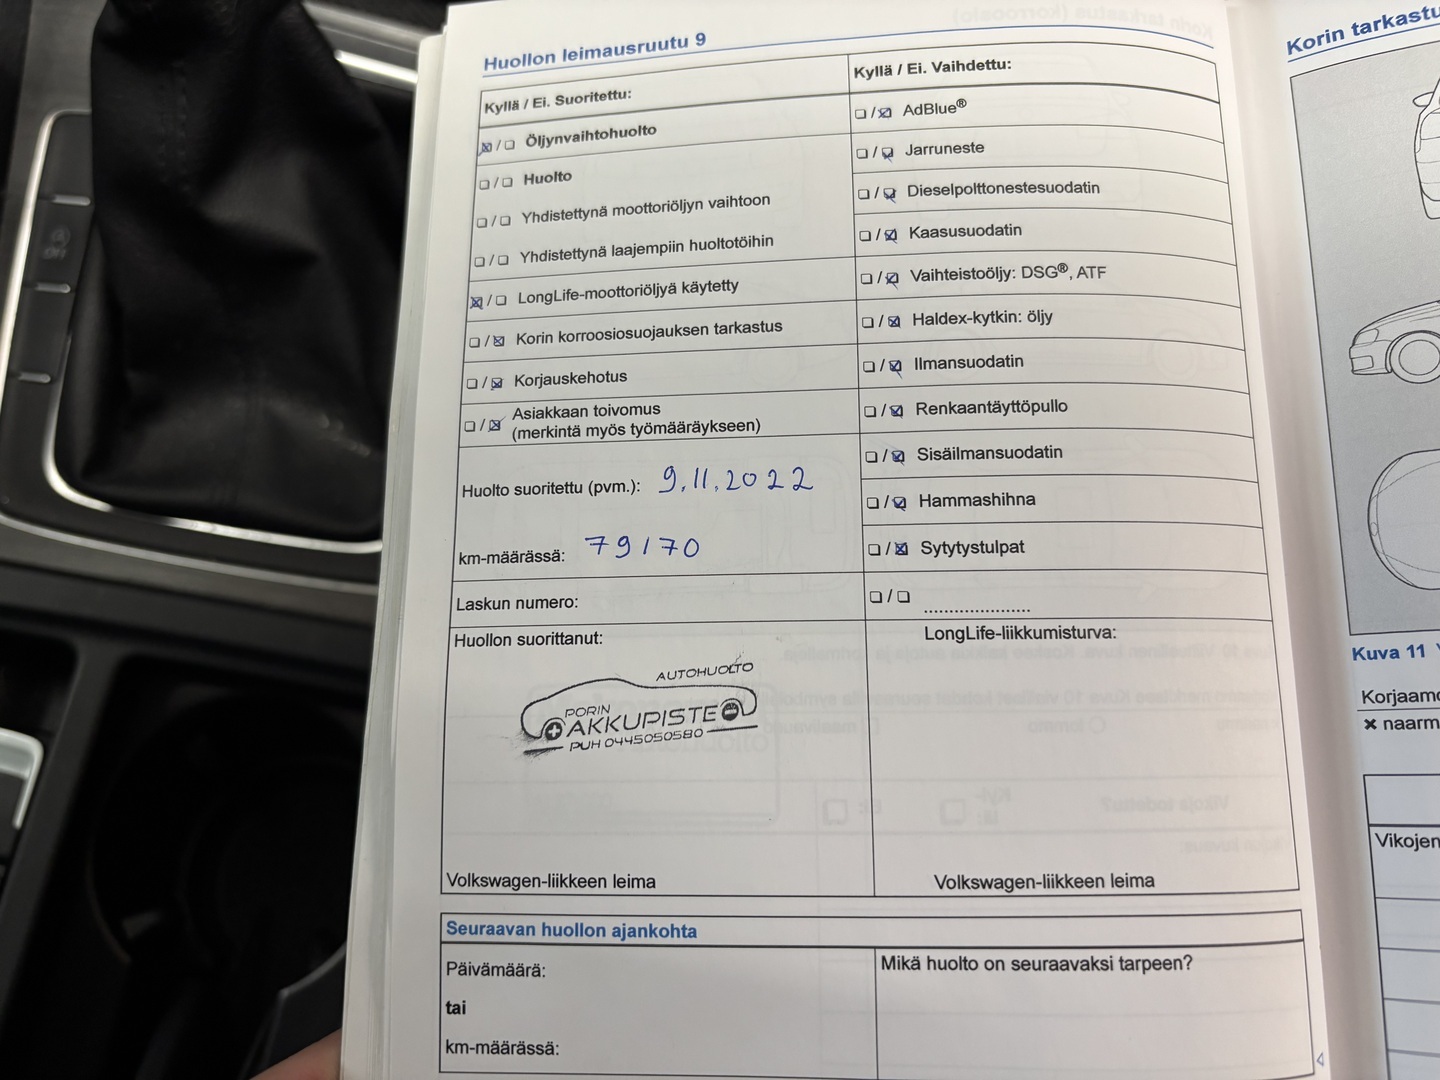 Huollon leimausruutu 9
Kyllä / Ei. Suoritettu:
☒ / ☐ Öljynvaihtohuolto
☐ / ☐ Huolto
☐ / ☐ Yhdistettynä moottoriöljyn vaihtoon
☐ / ☐ Yhdistettynä laajempiin huoltotöihin
☒ / ☐ LongLife-moottoriöljyä käytetty
☐ / ☒ Korin korroosiosuojauksen tarkastus
☐ / ☒ Korjauskehotus
☐ / ☒ Asiakkaan toivomus
(merkintä myös työmääräykseen)
Huolto suoritettu (pvm.): 9.11.2022
km-määrässä: 79170
Laskun numero:
Huollon suorittanut:
AUTOHUOLTO
PORIN
AKKUPISTE
PUH 0445050580
Volkswagen-liikkeen leima
Kyllä / Ei. Vaihdettu:
☐ / ☒ AdBlue®
☐ / ☒ Jarruneste
☐ / ☒ Dieselpolttonestesuodatin
☐ / ☒ Kaasusuodatin
☐ / ☒ Vaihteistoöljy: DSG®, ATF
☐ / ☒ Haldex-kytkin: öljy
☐ / ☒ Ilmansuodatin
☐ / ☒ Renkaantäyttöpullo
☐ / ☒ Sisäilmansuodatin
☐ / ☒ Hammashihna
☐ / ☒ Sytytystulpat
☐ / ☐ .....................
LongLife-liikkumisturva:
Volkswagen-liikkeen leima
Seuraavan huollon ajankohta
Päivämäärä:
tai
km-määrässä:
Mikä huolto on seuraavaksi tarpeen?
Korin tarkastu
Kuva 11
Korjaamo
✖ naarm
Vikojen